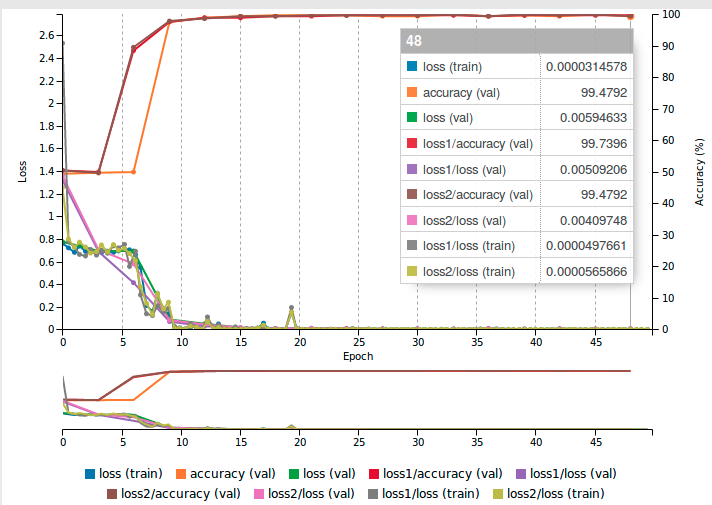 2.6
2.4
2.2
2
1.8
1.6
1.4
1.2
1
0.8
0.6
0.4
0.2
0
Loss
100
90
80
70
60
50
40
30
20
10
0
Accuracy (%)
48
loss (train) 0.0000314578
accuracy (val) 99.4792
loss (val) 0.00594633
loss1/accuracy (val) 99.7396
loss1/loss (val) 0.00509206
loss2/accuracy (val) 99.4792
loss2/loss (val) 0.00409748
loss1/loss (train) 0.0000497661
loss2/loss (train) 0.0000565866
0 5 10 15 20 25 30 35 40 45
Epoch
0 5 10 15 20 25 30 35 40 45
loss (train) accuracy (val) loss (val) loss1/accuracy (val) loss1/loss (val)
loss2/accuracy (val) loss2/loss (val) loss1/loss (train) loss2/loss (train)